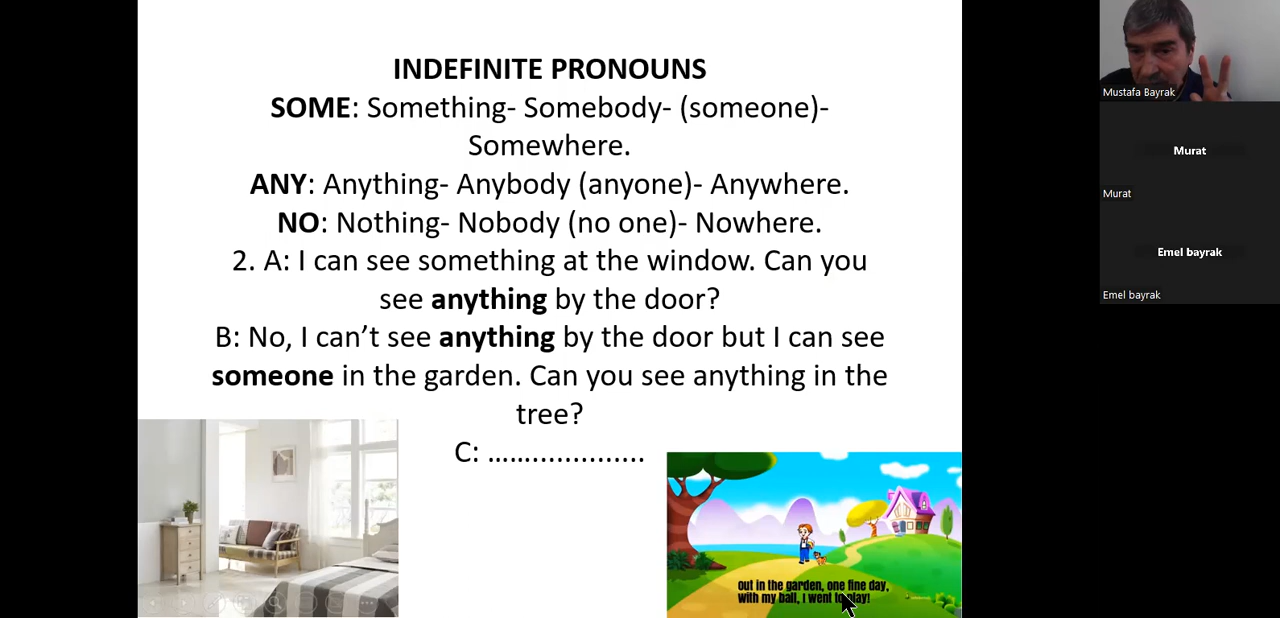 INDEFINITE PRONOUNS
SOME: Something- Somebody- (someone)-
Somewhere.
ANY: Anything- Anybody (anyone)- Anywhere.
NO: Nothing- Nobody (no one)- Nowhere.
2. A: I can see something at the window. Can you
see anything by the door?
B: No, I can’t see anything by the door but I can see
someone in the garden. Can you see anything in the
tree?
C: ......................
out in the garden, one fine day,
with my ball, I went to play!
Mustafa Bayrak
Murat
Murat
Emel bayrak
Emel bayrak